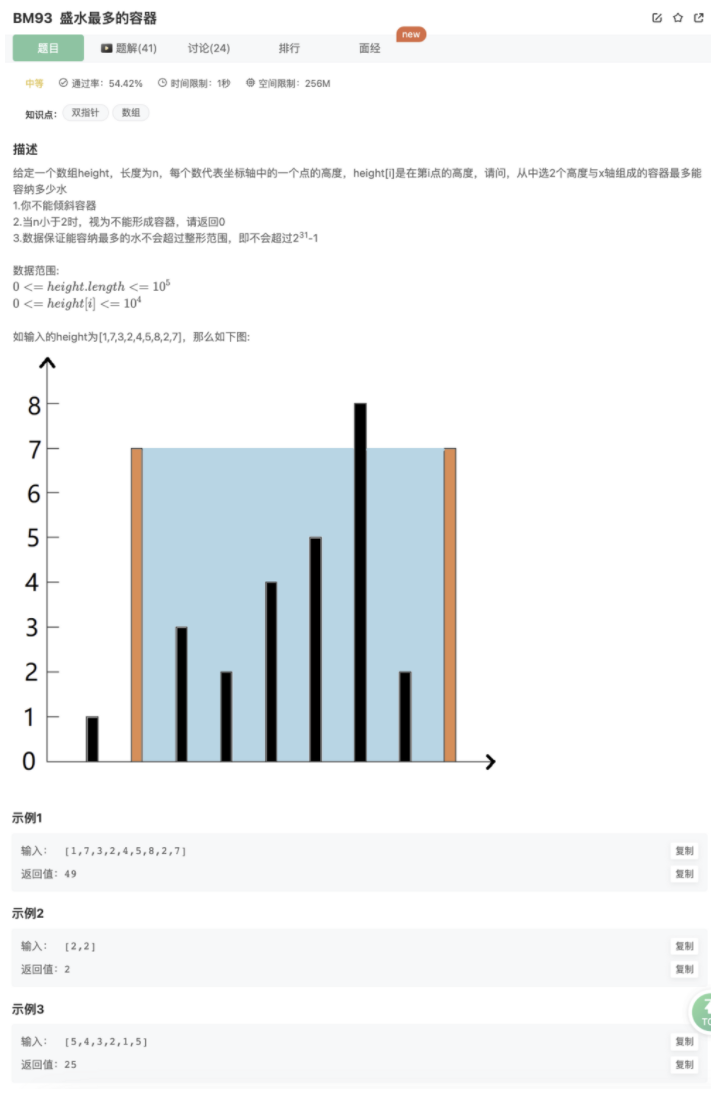 BM93 盛水最多的容器
题目 题解(41) 讨论(24) 排行 面经 new
中等 通过率：54.42% 时间限制：1秒 空间限制：256M
知识点： 双指针 数组
描述
给定一个数组height，长度为n，每个数代表坐标轴中的一个点的高度，height[i]是在第i点的高度，请问，从中选2个高度与x轴组成的容器最多能
容纳多少水
1.你不能倾斜容器
2.当n小于2时，视为不能形成容器，请返回0
3.数据保证能容纳最多的水不会超过整形范围，即不会超过2^31-1
数据范围:
0 <= height.length <= 10^5
0 <= height[i] <= 10^4
如输入的height为[1,7,3,2,4,5,8,2,7]，那么如下图:
8
7
6
5
4
3
2
1
0
示例1
输入： [1,7,3,2,4,5,8,2,7] 复制
返回值：49 复制
示例2
输入： [2,2] 复制
返回值：2 复制
示例3
输入： [5,4,3,2,1,5] 复制
返回值：25 复制